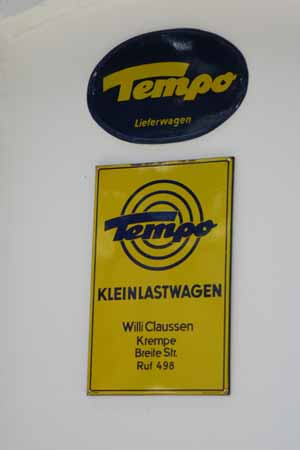 Tempo
Lieferwagen
Tempo
KLEINLASTWAGEN
Willi Claussen
Krempe
Breite Str.
Ruf 498